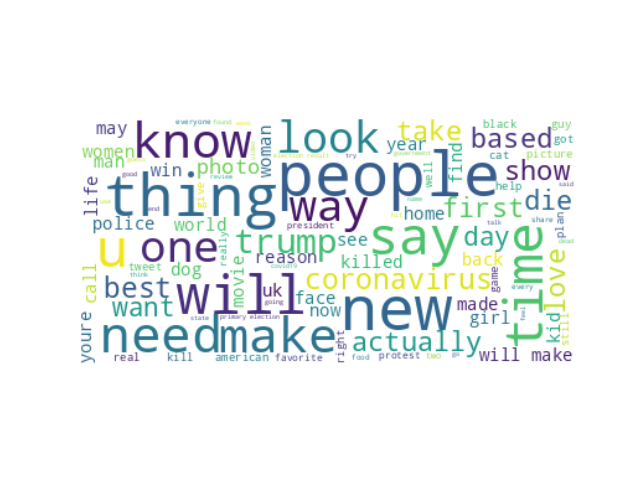 everyone found
may know look take black guy
women woman year based got
man election result try government cat picture
win photo well find show said
good people help
life thing way home first die
give
police world u one trump say day plan share
president talk
really see
reason killed back time love dead
call tweet dog movie covid19 coronavirus game every
think going
best will uk face new made girl feel
want now kid still
state primary election
youre need make right actually
real kill american favorite food protest two go will make